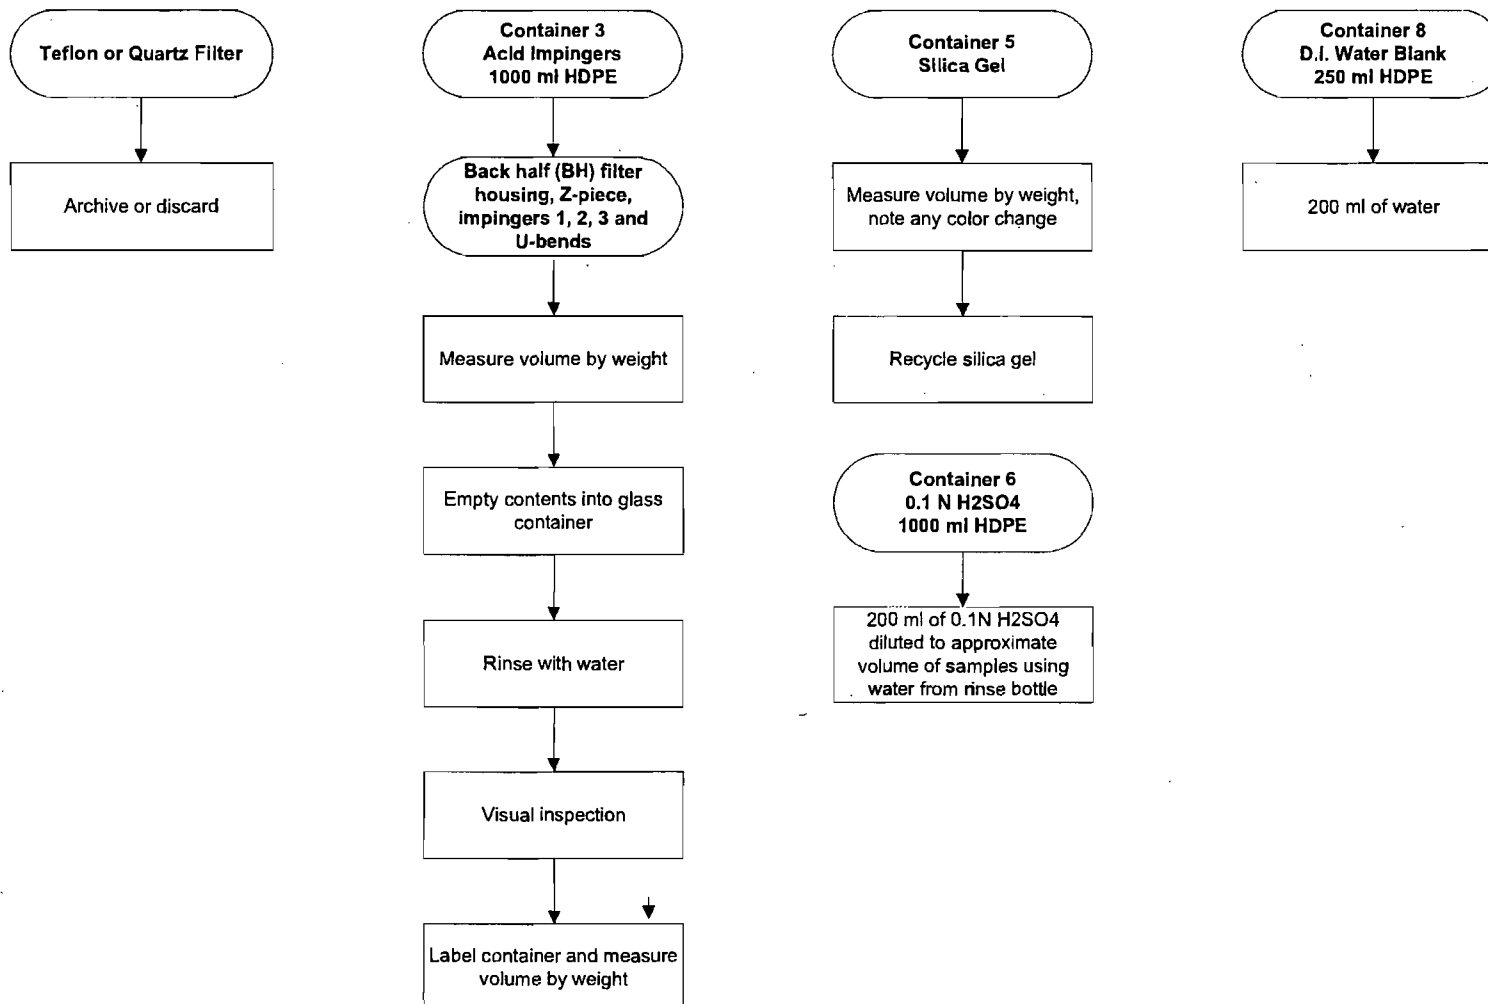 Teflon or Quartz Filter
Archive or discard
Container 3
Acid Impingers
1000 ml HDPE
Back half (BH) filter
housing, Z-piece,
impingers 1, 2, 3 and
U-bends
Measure volume by weight
Empty contents into glass
container
Rinse with water
Visual inspection
Label container and measure
volume by weight
Container 5
Silica Gel
Measure volume by weight,
note any color change
Recycle silica gel
Container 6
0.1 N H2SO4
1000 ml HDPE
200 ml of 0.1N H2SO4
diluted to approximate
volume of samples using
water from rinse bottle
Container 8
D.I. Water Blank
250 ml HDPE
200 ml of water